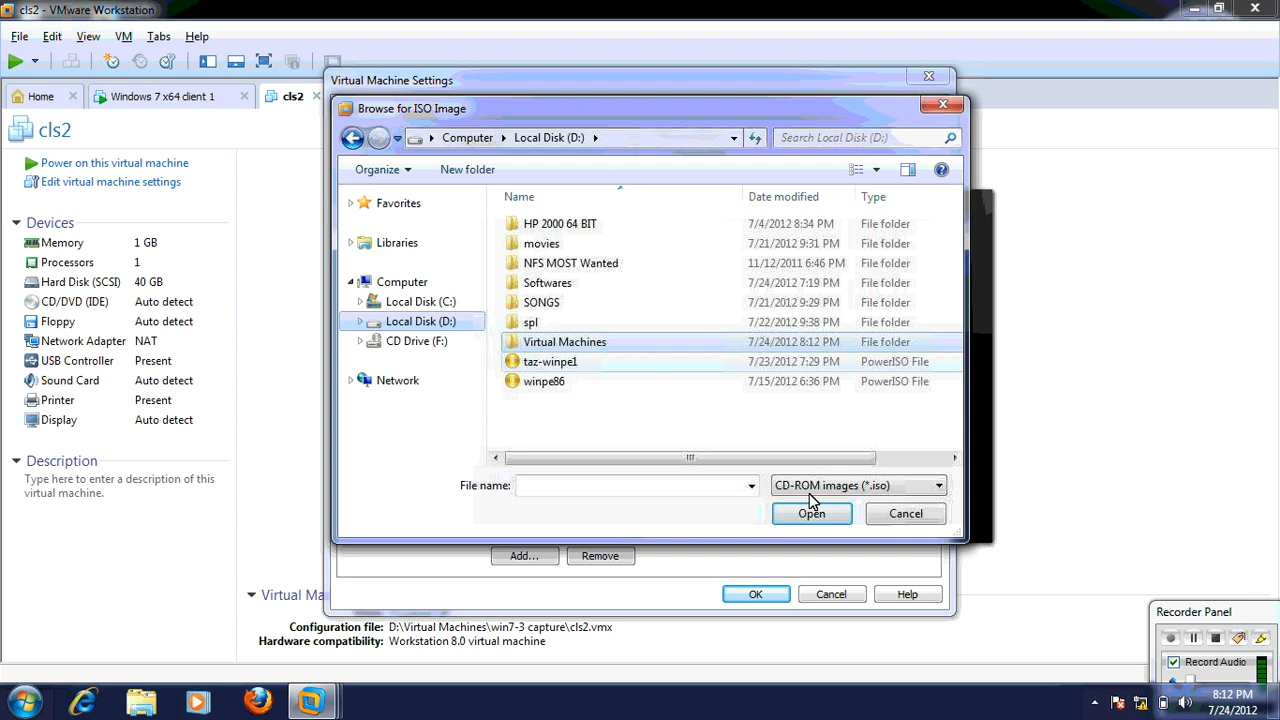 cls2 - VMware Workstation
File Edit View VM Tabs Help
Home Windows 7 x64 client 1 cls2
cls2
Power on this virtual machine
Edit virtual machine settings
Devices
Memory 1 GB
Processors 1
Hard Disk (SCSI) 40 GB
CD/DVD (IDE) Auto detect
Floppy Auto detect
Network Adapter NAT
USB Controller Present
Sound Card Auto detect
Printer Present
Display Auto detect
Description
Type here to enter a description of this
virtual machine.
Virtual Machine Settings
Browse for ISO Image
Computer Local Disk (D:)
Search Local Disk (D:)
Organize New folder
Favorites
Libraries
Computer
Local Disk (C:)
Local Disk (D:)
CD Drive (F:)
Network
Name Date modified Type
HP 2000 64 BIT 7/4/2012 8:34 PM File folder
movies 7/21/2012 9:31 PM File folder
NFS MOST Wanted 11/12/2011 6:46 PM File folder
Softwares 7/24/2012 7:19 PM File folder
SONGS 7/21/2012 9:29 PM File folder
spl 7/22/2012 9:38 PM File folder
Virtual Machines 7/24/2012 8:12 PM File folder
taz-winpe1 7/23/2012 7:29 PM PowerISO File
winpe86 7/15/2012 6:36 PM PowerISO File
File name: CD-ROM images (*.iso)
Open Cancel
Add... Remove
OK Cancel Help
Virtual Ma
Configuration file: D:\Virtual Machines\win7-3 capture\cls2.vmx
Hardware compatibility: Workstation 8.0 virtual machine
Recorder Panel
Record Audio
8:12 PM
7/24/2012